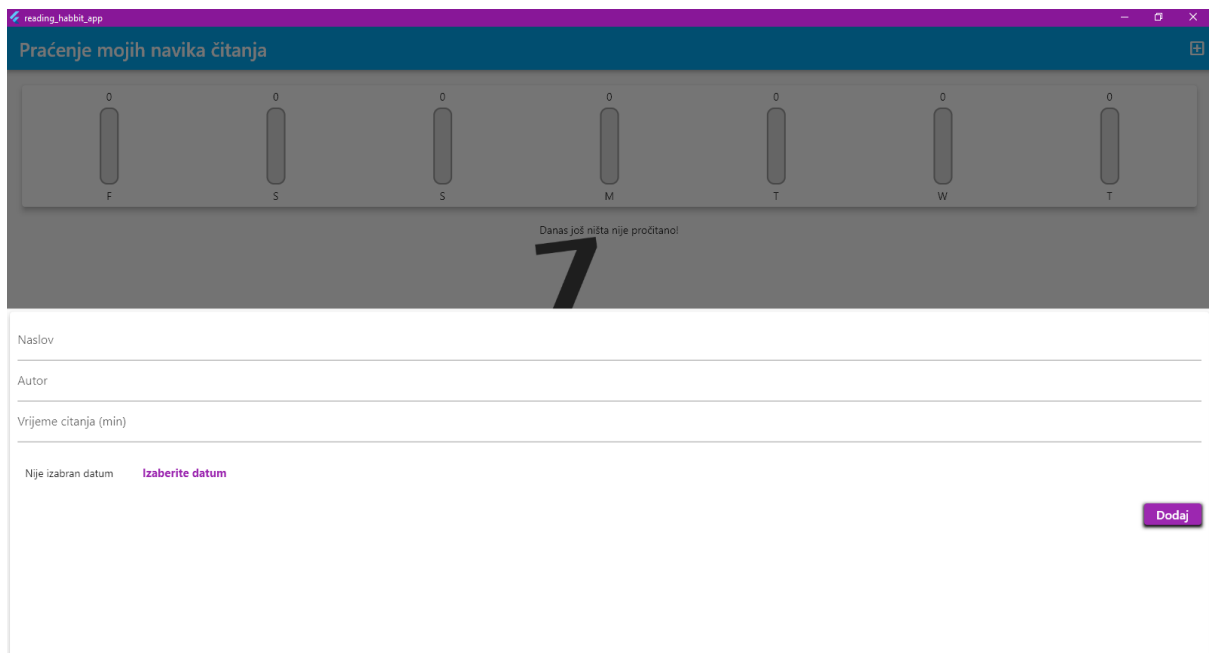 reading_habbit_app
Praćenje mojih navika čitanja
0 0 0 0 0 0 0
F S S M T W T
Danas još ništa nije pročitano!
Naslov
Autor
Vrijeme citanja (min)
Nije izabran datum Izaberite datum
Dodaj